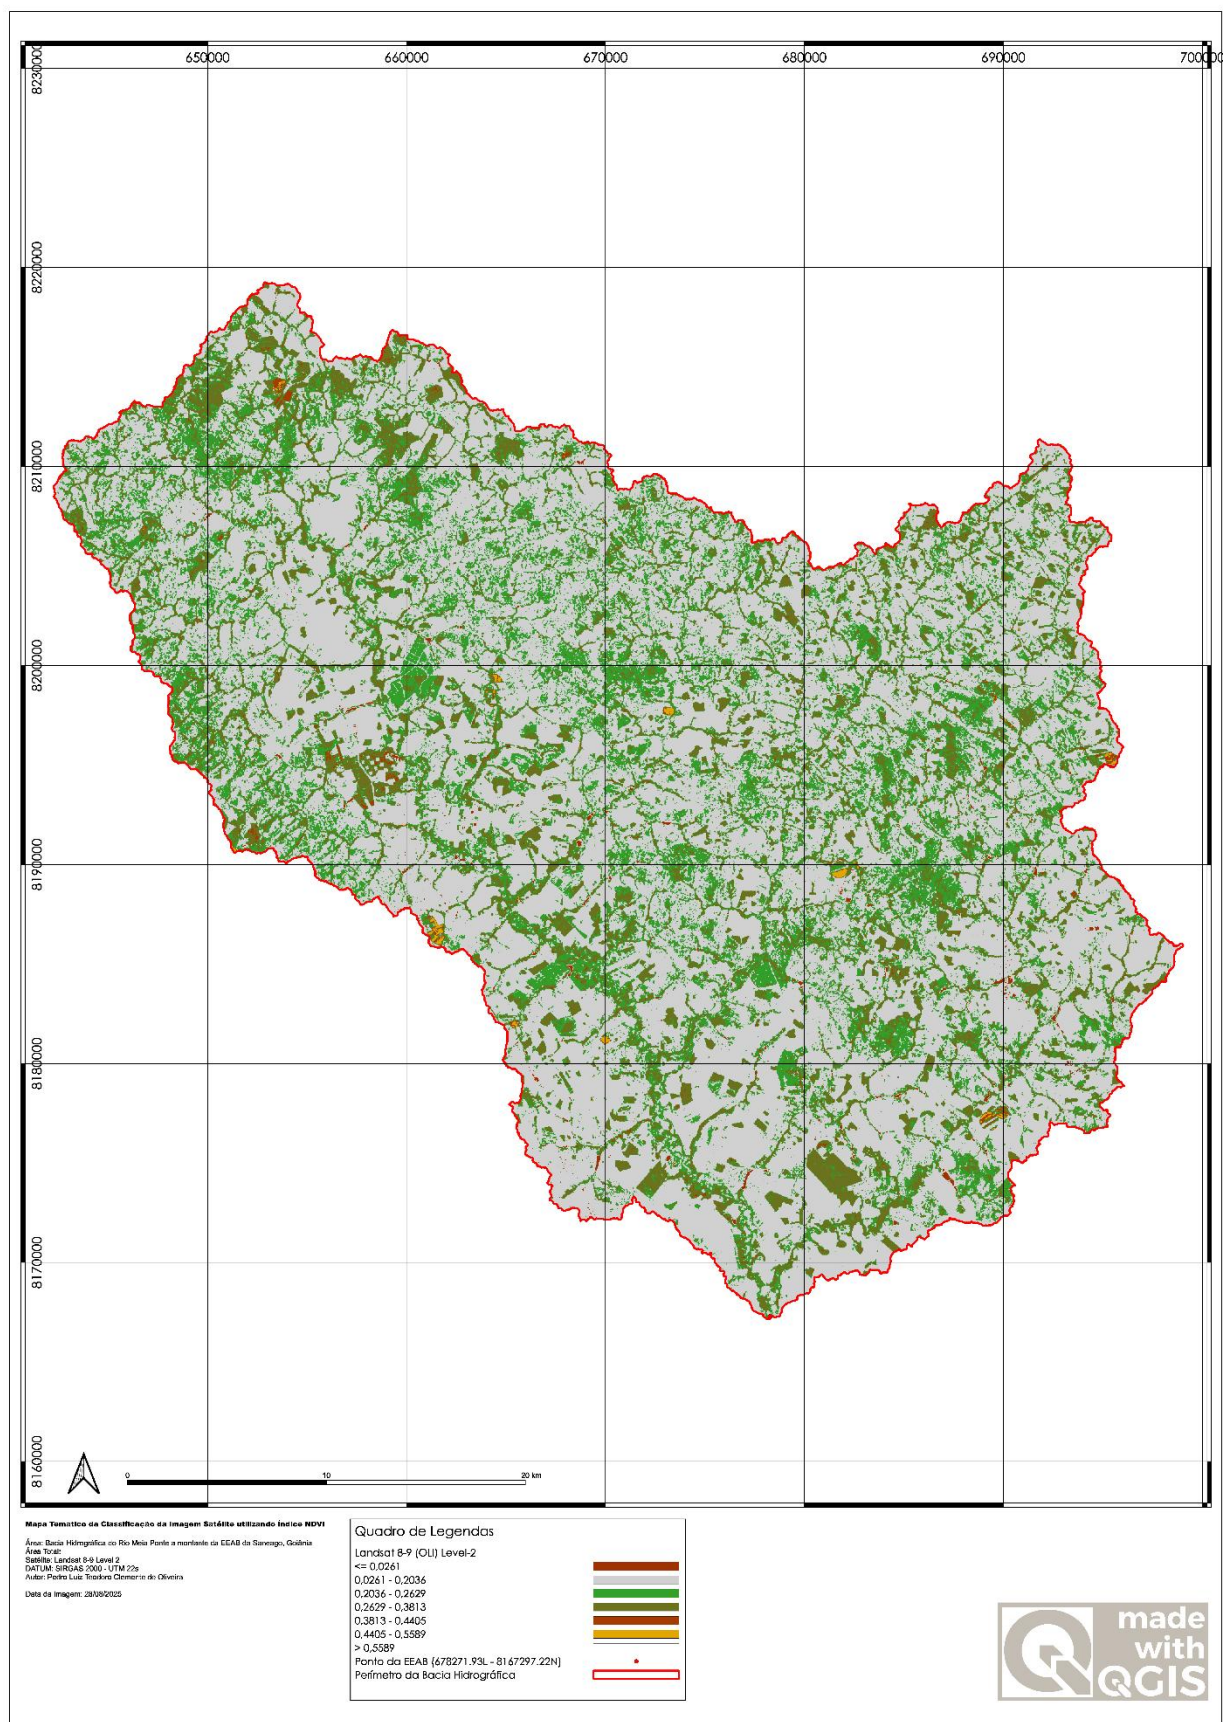 650000 660000 670000 680000 690000 700000
8230000
8220000
8210000
8200000
8190000
8180000
8170000
8160000
0 10 20 km
Mapa Tematico da Classificação da Imagem Satélite utilizando Índice NDVI
Área: Bacia Hidrográfica do Rio Meia Ponte a montante da EEAB da Saneago, Goiânia
Área Total:
Satélite: Landsat 8-9 Level 2
DATUM: SIRGAS 2000 - UTM 22s
Autor: Pedro Luiz Teodoro Clemente de Oliveira
Data da Imagem: 28/08/2025
Quadro de Legendas
Landsat 8-9 (OLI) Level-2
<= 0,0261
0,0261 - 0,2036
0,2036 - 0,2629
0,2629 - 0,3813
0,3813 - 0,4405
0,4405 - 0,5589
> 0,5589
Ponto da EEAB (678271.93L - 8167297.22N)
Perímetro da Bacia Hidrográfica
made
with
QGIS